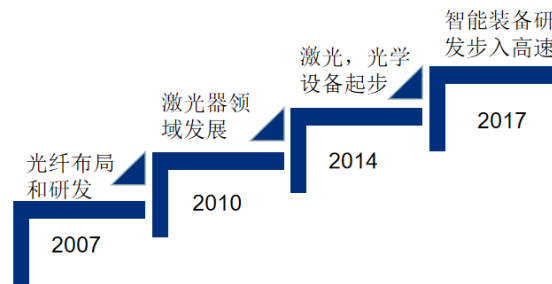 光纤布局
和研发
2007
激光器领
域发展
2010
激光，光学
设备起步
2014
智能装备研
发步入高速
2017